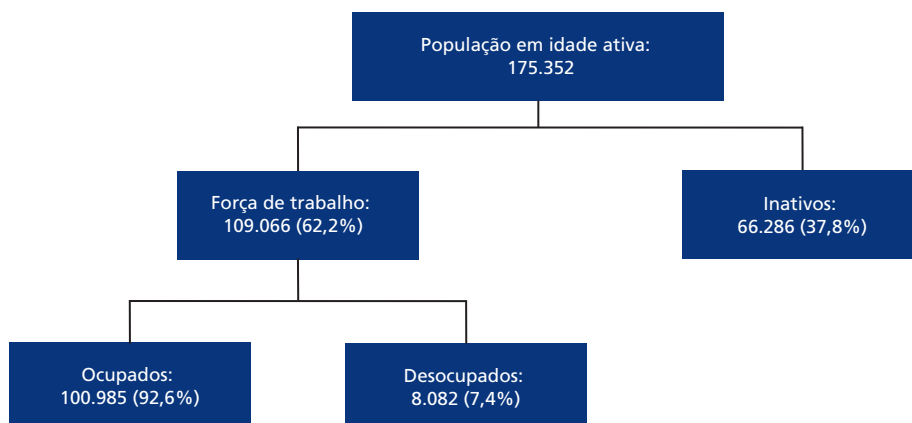 População em idade ativa:
175.352
Força de trabalho:
109.066 (62,2%)
Inativos:
66.286 (37,8%)
Ocupados:
100.985 (92,6%)
Desocupados:
8.082 (7,4%)